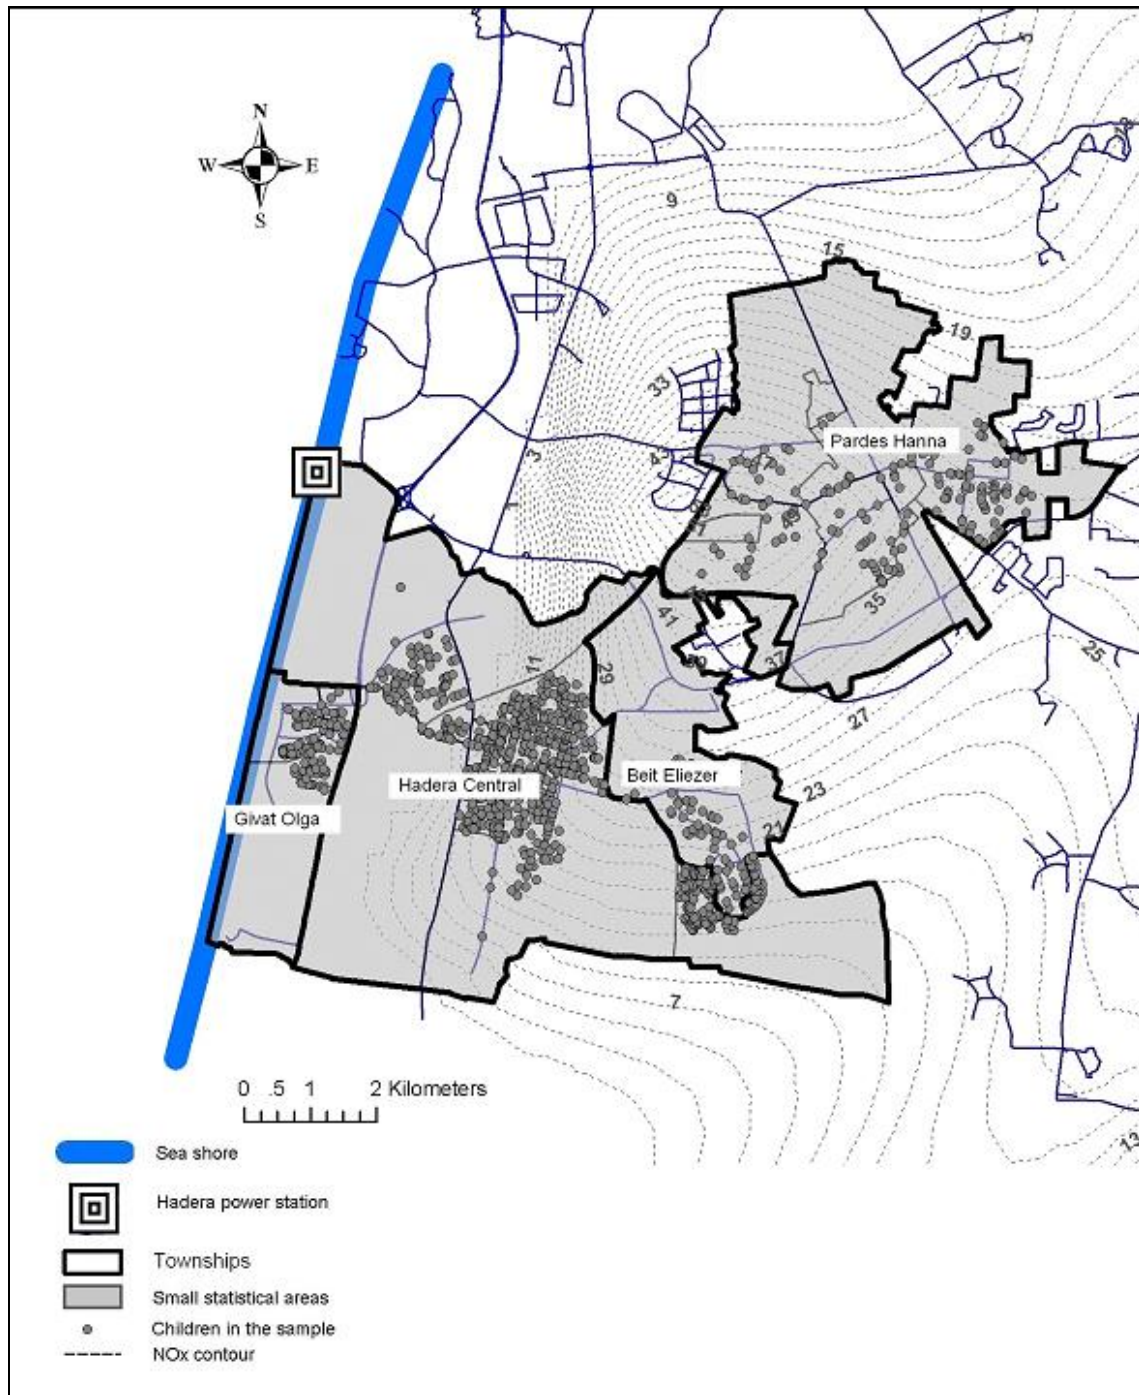 N
W E
S
9
15
19
33
3
Pardes Hanna
1
35
41
11
29
37
25
27
Beit Eliezer
Hadera Central
23
Givat Olga
21
7
0 .5 1 2 Kilometers
13
Sea shore
Hadera power station
Townships
Small statistical areas
Children in the sample
NOx contour